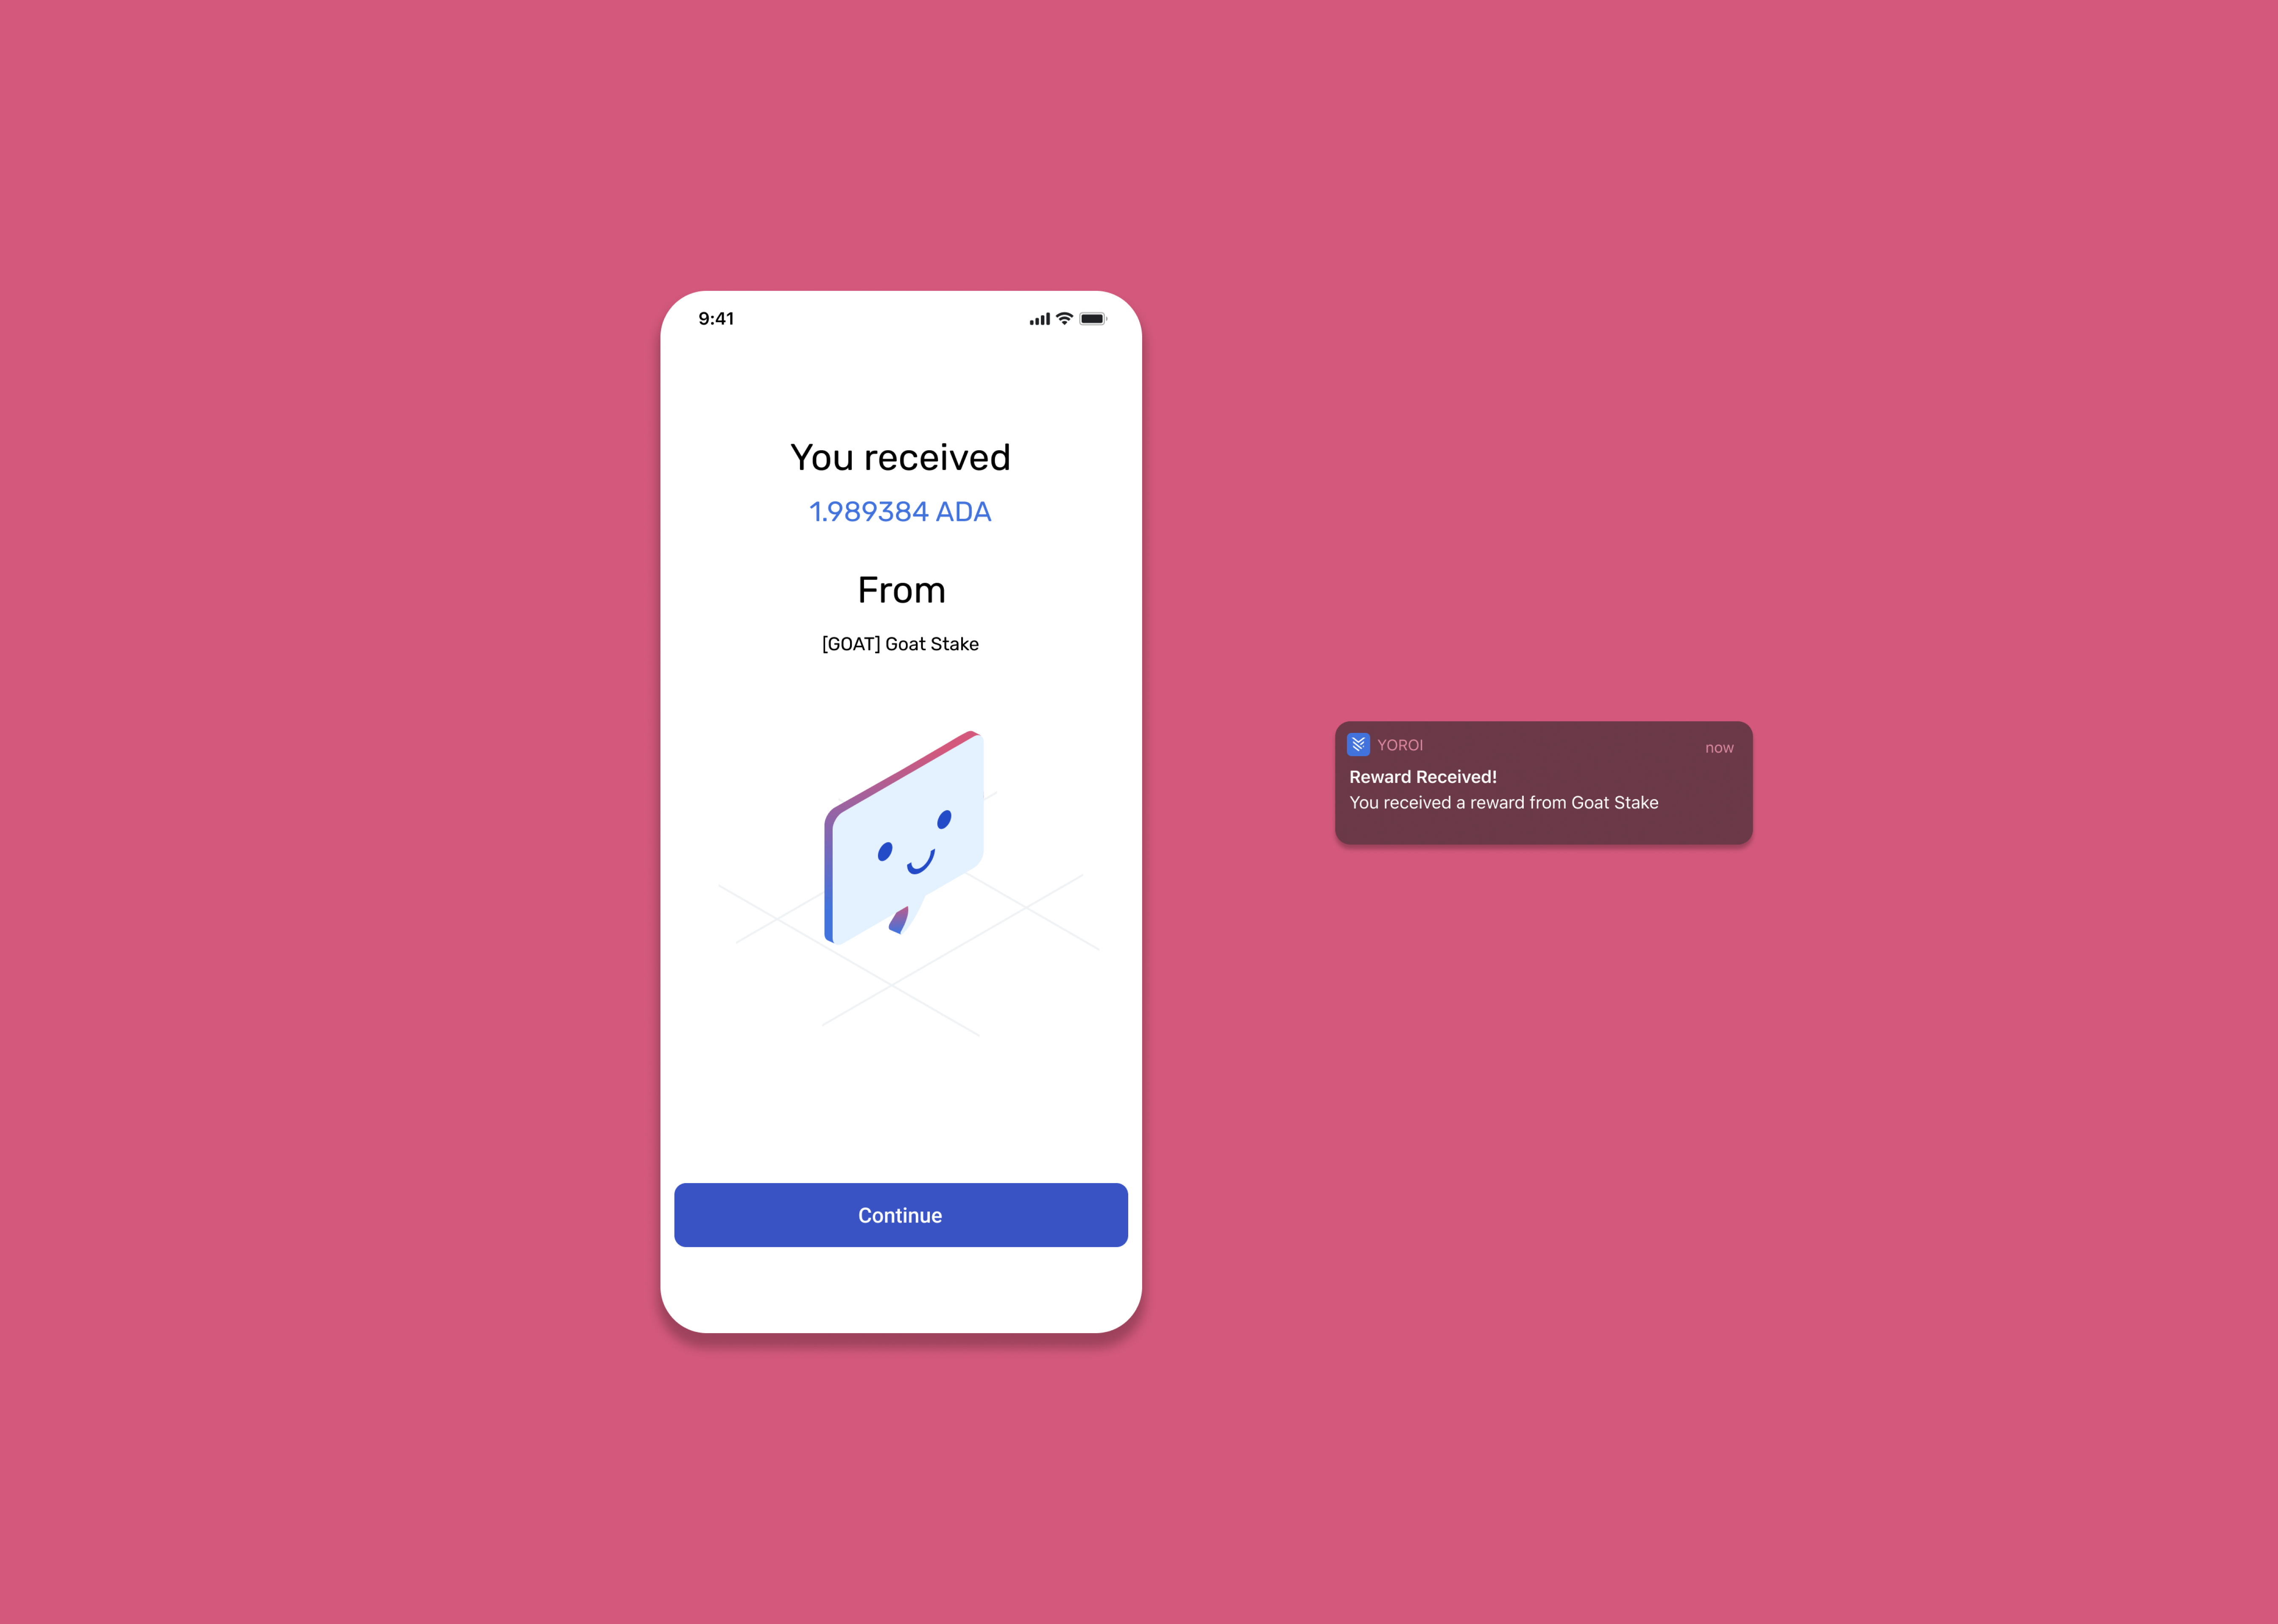 9:41
You received
1.989384 ADA
From
[GOAT] Goat Stake
Continue
YOROI
now
Reward Received!
You received a reward from Goat Stake